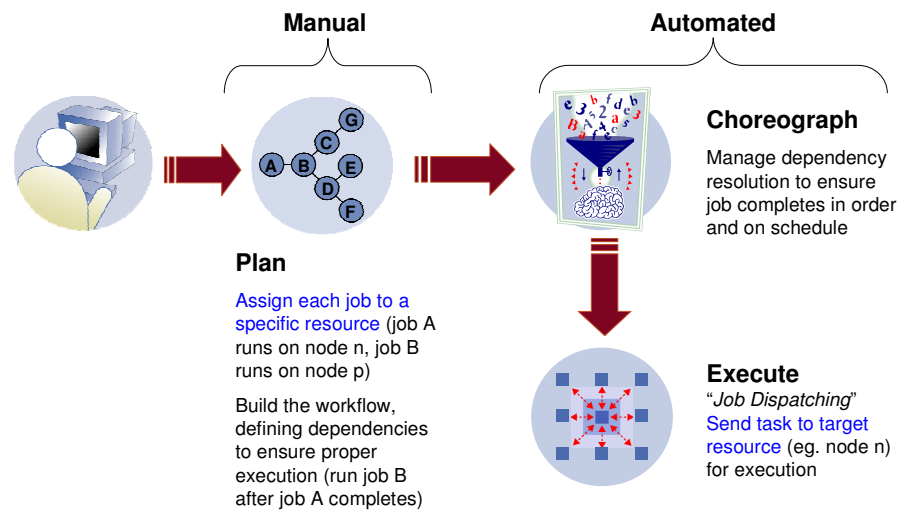 Manual
Automated
G
C
A
B
E
D
F
Plan
Assign each job to a
specific resource (job A
runs on node n, job B
runs on node p)
Build the workflow,
defining dependencies
to ensure proper
execution (run job B
after job A completes)
Choreograph
Manage dependency
resolution to ensure
job completes in order
and on schedule
Execute
“Job Dispatching”
Send task to target
resource (eg. node n)
for execution